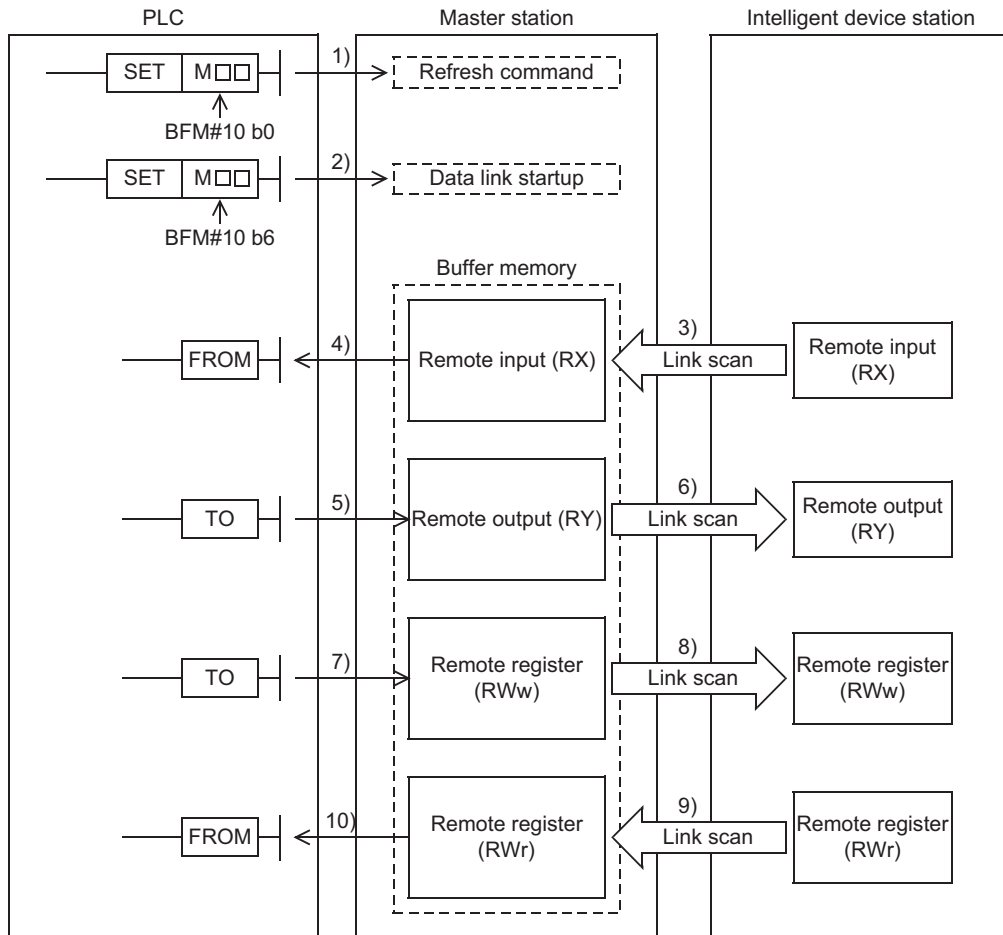 PLC
Master station
Intelligent device station
SET M□□
1)
Refresh command
BFM#10 b0
SET M□□
2)
Data link startup
BFM#10 b6
Buffer memory
FROM
4)
Remote input (RX)
3)
Link scan
Remote input
(RX)
TO
5)
Remote output (RY)
6)
Link scan
Remote output
(RY)
TO
7)
Remote register
(RWw)
8)
Link scan
Remote register
(RWw)
FROM
10)
Remote register
(RWr)
9)
Link scan
Remote register
(RWr)